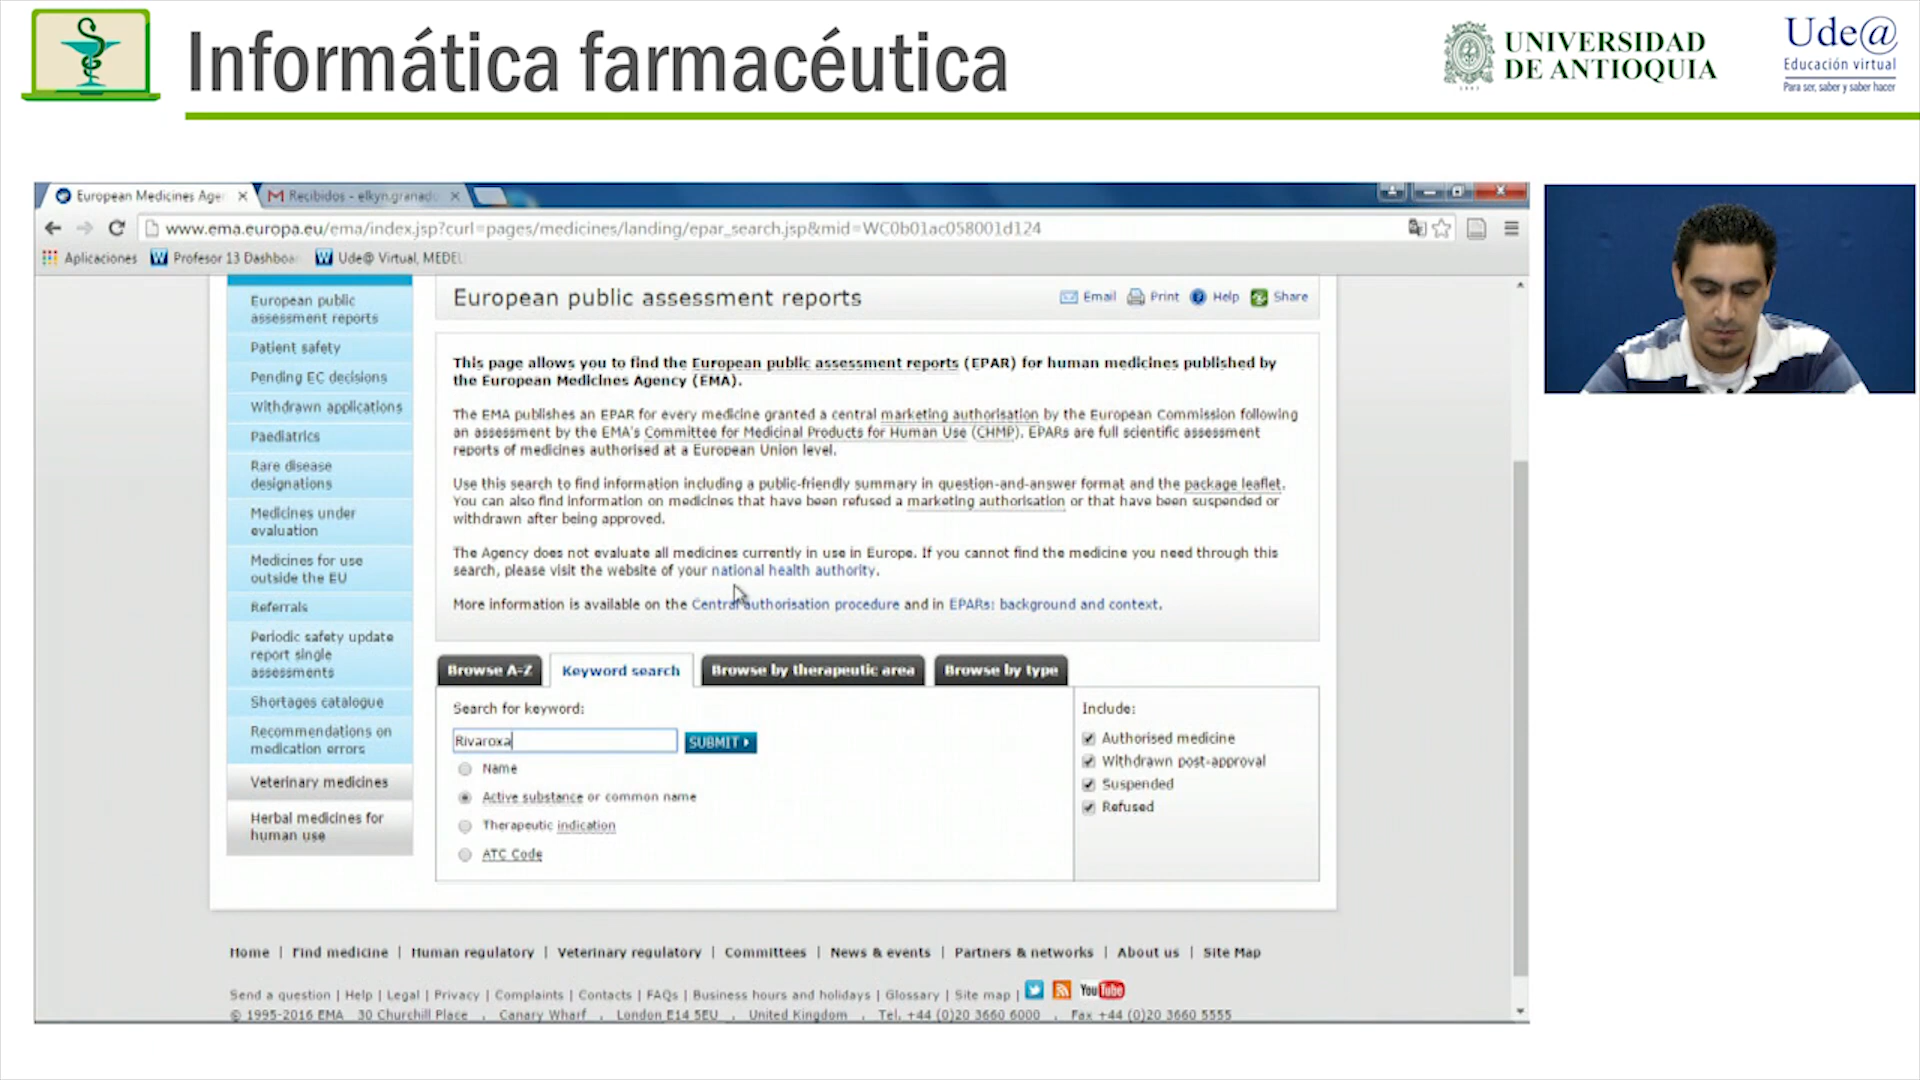 Informática farmacéutica
UNIVERSIDAD
DE ANTIOQUIA
Ude@
Educación virtual
Para ser, saber y saber hacer
European Medicines Age
Recibidos - elkyn.granado
www.ema.europa.eu/ema/index.jsp?curl=pages/medicines/landing/epar_search.jsp&mid=WC0b01ac058001d124
Aplicaciones
Profesor 13 Dashboa
Ude@ Virtual, MEDEL
European public
assessment reports
Patient safety
Pending EC decisions
Withdrawn applications
Paediatrics
Rare disease
designations
Medicines under
evaluation
Medicines for use
outside the EU
Referrals
Periodic safety update
report single
assessments
Shortages catalogue
Recommendations on
medication errors
Veterinary medicines
Herbal medicines for
human use
European public assessment reports
Email
Print
Help
Share
This page allows you to find the European public assessment reports (EPAR) for human medicines published by
the European Medicines Agency (EMA).
The EMA publishes an EPAR for every medicine granted a central marketing authorisation by the European Commission following
an assessment by the EMA's Committee for Medicinal Products for Human Use (CHMP). EPARs are full scientific assessment
reports of medicines authorised at a European Union level.
Use this search to find information including a public-friendly summary in question-and-answer format and the package leaflet.
You can also find information on medicines that have been refused a marketing authorisation or that have been suspended or
withdrawn after being approved.
The Agency does not evaluate all medicines currently in use in Europe. If you cannot find the medicine you need through this
search, please visit the website of your national health authority.
More information is available on the Central authorisation procedure and in EPARs: background and context.
Browse A-Z
Keyword search
Browse by therapeutic area
Browse by type
Search for keyword:
Rivaroxa
SUBMIT
Name
Active substance or common name
Therapeutic indication
ATC Code
Include:
Authorised medicine
Withdrawn post-approval
Suspended
Refused
Home | Find medicine | Human regulatory | Veterinary regulatory | Committees | News & events | Partners & networks | About us | Site Map
Send a question | Help | Legal | Privacy | Complaints | Contacts | FAQs | Business hours and holidays | Glossary | Site map |
YouTube
© 1995-2016 EMA 30 Churchill Place . Canary Wharf . London E14 5EU . United Kingdom . Tel. +44 (0)20 3660 6000 . Fax +44 (0)20 3660 5555